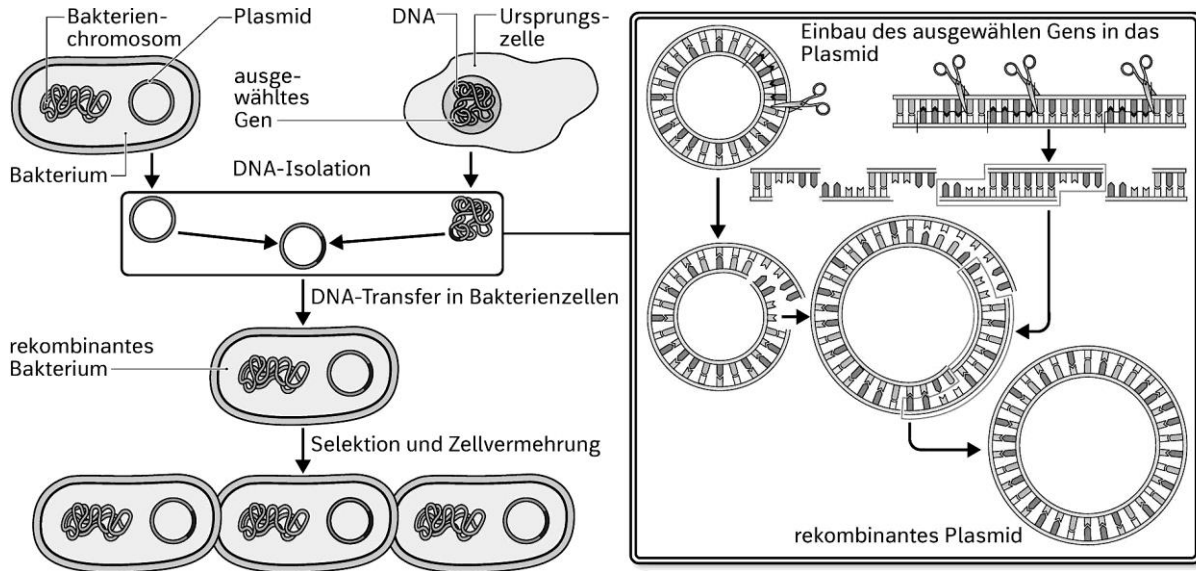 Bakterien-
chromosom
Plasmid
DNA
Ursprungs-
zelle
ausge-
wähltes
Gen
Bakterium
DNA-Isolation
DNA-Transfer in Bakterienzellen
rekombinantes
Bakterium
Selektion und Zellvermehrung
Einbau des ausgewählen Gens in das
Plasmid
rekombinantes Plasmid